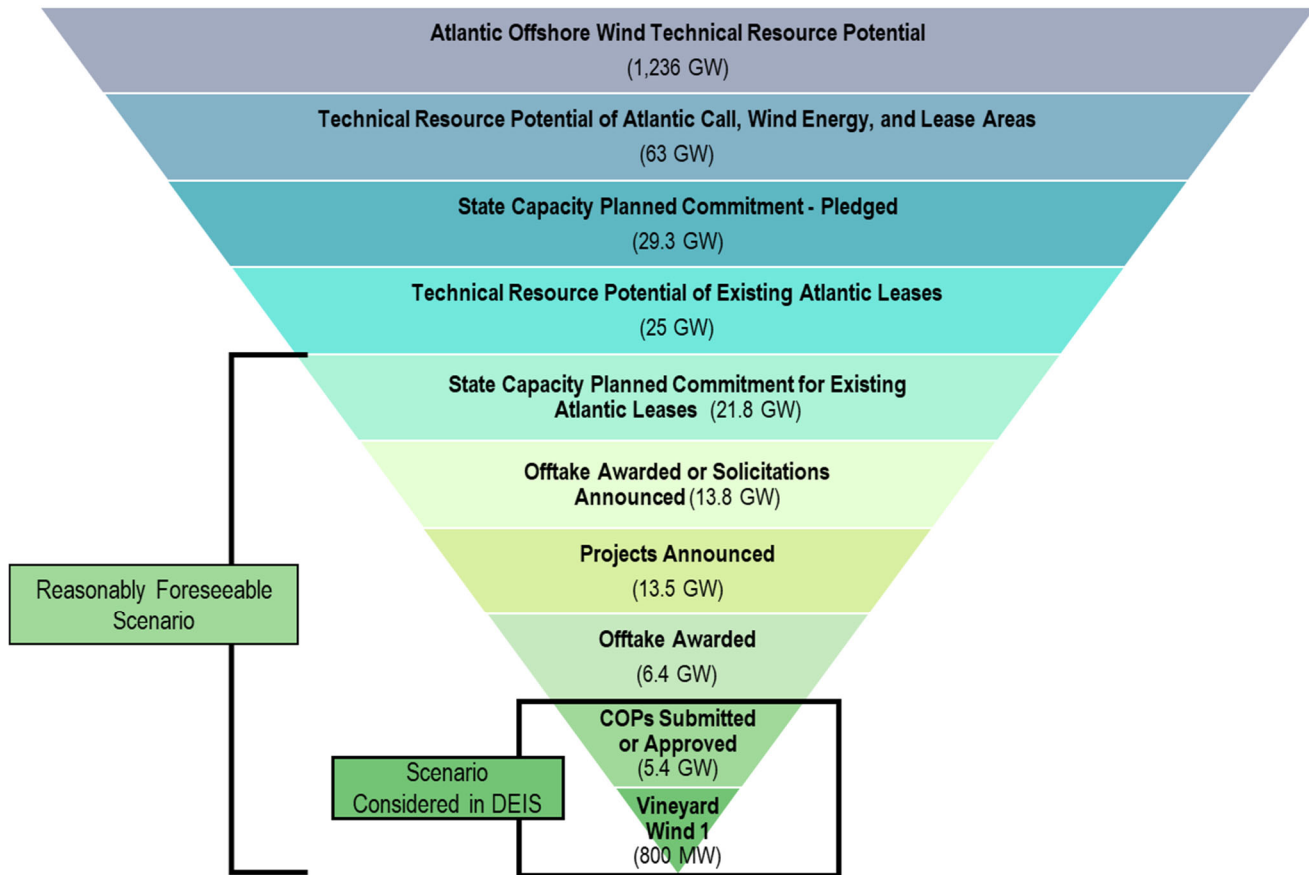 Atlantic Offshore Wind Technical Resource Potential
(1,236 GW)
Technical Resource Potential of Atlantic Call, Wind Energy, and Lease Areas
(63 GW)
State Capacity Planned Commitment - Pledged
(29.3 GW)
Technical Resource Potential of Existing Atlantic Leases
(25 GW)
State Capacity Planned Commitment for Existing
Atlantic Leases (21.8 GW)
Offtake Awarded or Solicitations
Announced (13.8 GW)
Projects Announced
(13.5 GW)
Reasonably Foreseeable
Scenario
Offtake Awarded
(6.4 GW)
COPs Submitted
or Approved
(5.4 GW)
Scenario
Considered in DEIS
Vineyard
Wind 1
(800 MW)